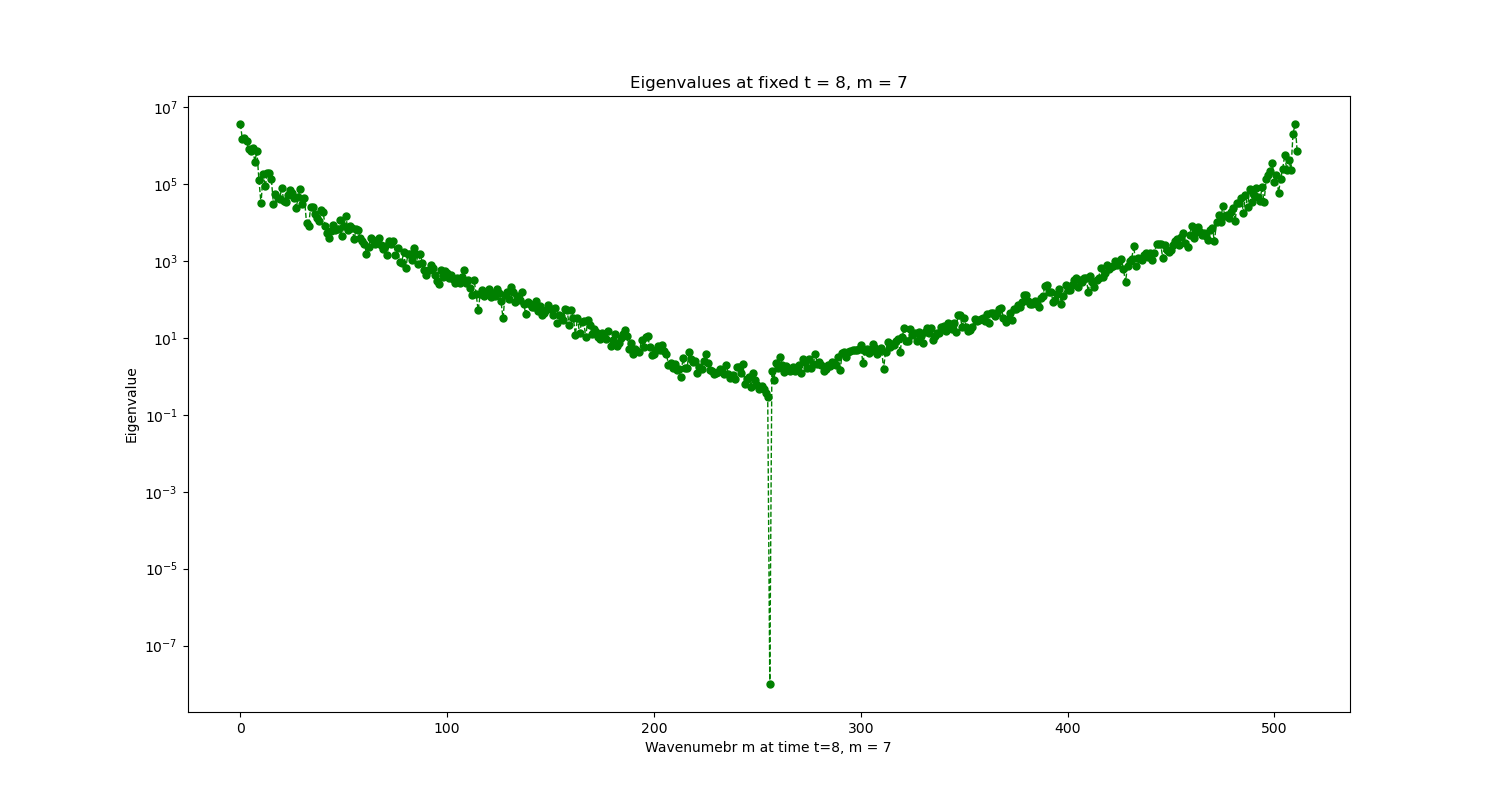 Eigenvalues at fixed t = 8, m = 7
Eigenvalue
10^7
10^5
10^3
10^1
10^-1
10^-3
10^-5
10^-7
0 100 200 300 400 500
Wavenumebr m at time t=8, m = 7